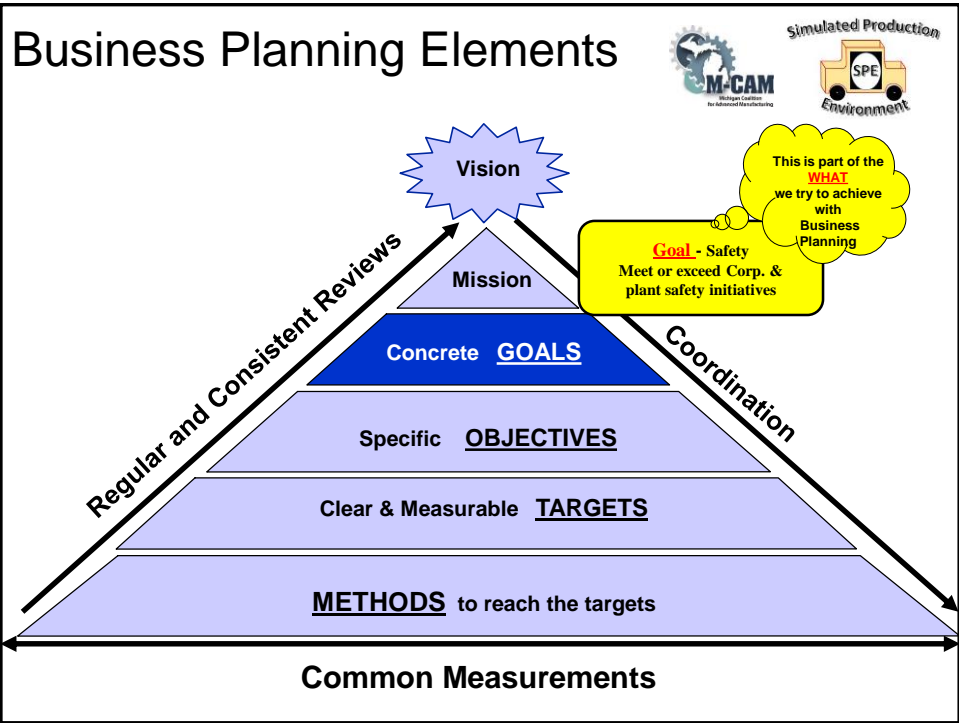 Business Planning Elements
M-CAM
Michigan Coalition
for Advanced Manufacturing
Simulated Production
SPE
Environment
Vision
This is part of the
WHAT
we try to achieve
with
Business
Planning
Goal - Safety
Meet or exceed Corp. &
plant safety initiatives
Mission
Concrete GOALS
Specific OBJECTIVES
Clear & Measurable TARGETS
METHODS to reach the targets
Regular and Consistent Reviews
Coordination
Common Measurements